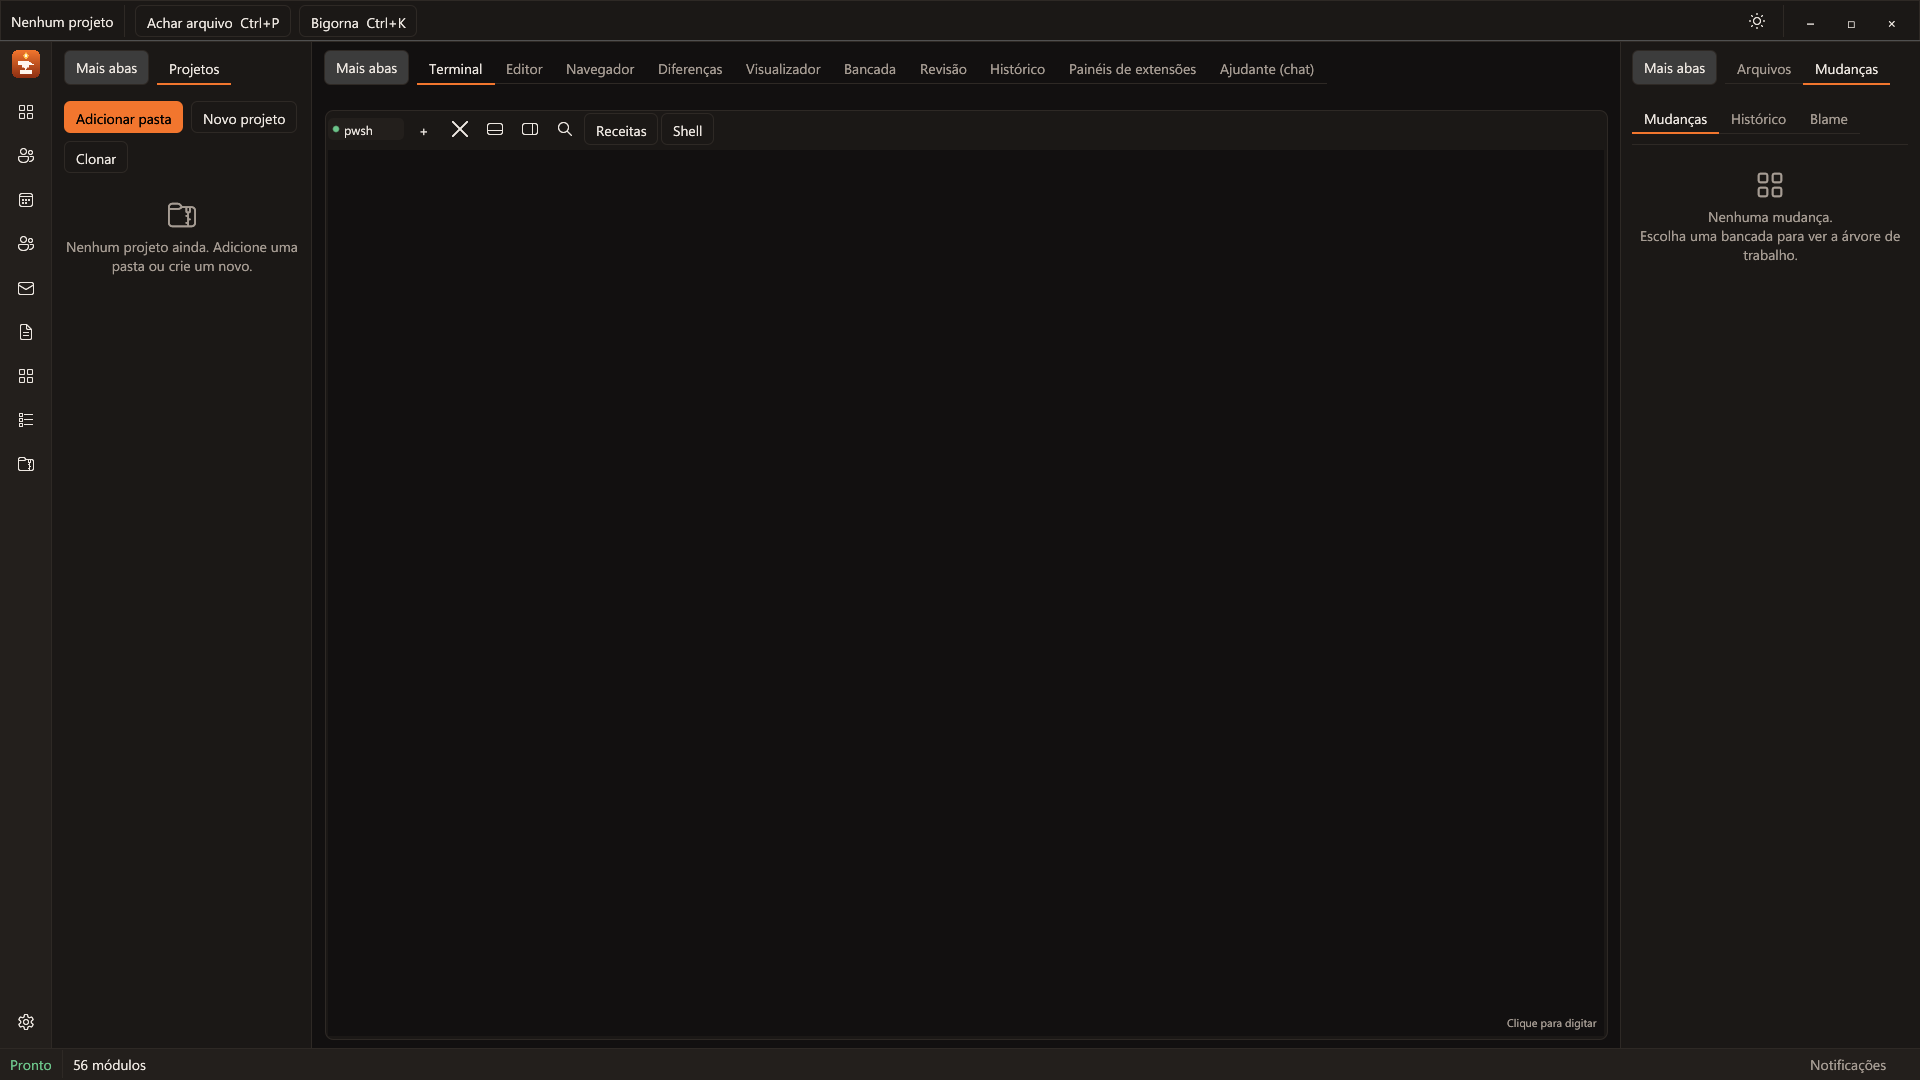 Nenhum projeto
Achar arquivo Ctrl+P
Bigorna Ctrl+K
Mais abas
Projetos
Adicionar pasta
Novo projeto
Clonar
Nenhum projeto ainda. Adicione uma
pasta ou crie um novo.
Mais abas
Terminal
Editor
Navegador
Diferenças
Visualizador
Bancada
Revisão
Histórico
Painéis de extensões
Ajudante (chat)
pwsh
+
Receitas
Shell
Clique para digitar
Mais abas
Arquivos
Mudanças
Mudanças
Histórico
Blame
Nenhuma mudança.
Escolha uma bancada para ver a árvore de
trabalho.
Pronto
56 módulos
Notificações